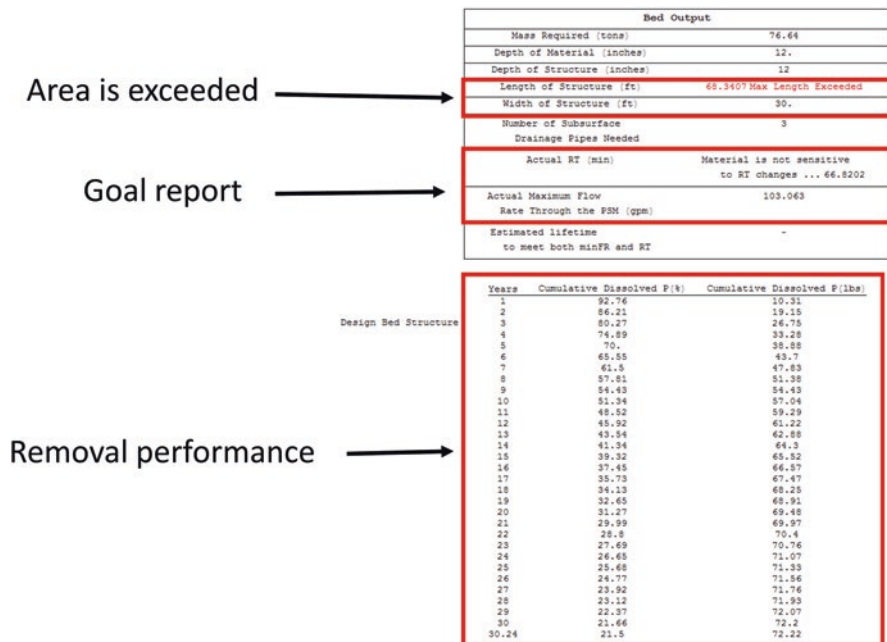 Bed Output
Mass Required (tons) 76.64
Depth of Material (inches) 12.
Depth of Structure (inches) 12
Area is exceeded
Length of Structure (ft) 68.3407 Max Length Exceeded
Width of Structure (ft) 30.
Number of Subsurface 3
Drainage Pipes Needed
Goal report
Actual RT (min) Material is not sensitive
to RT changes ... 66.8202
Actual Maximum Flow 103.063
Rate Through the PSM (gpm)
Estimated lifetime -
to meet both minFR and RT
Design Bed Structure
Removal performance
Years Cumulative Dissolved P(%) Cumulative Dissolved P(lbs)
1 92.76 10.31
2 86.21 19.15
3 80.27 26.75
4 74.89 33.28
5 70. 38.88
6 65.55 43.7
7 61.5 47.83
8 57.81 51.38
9 54.43 54.43
10 51.34 57.04
11 48.52 59.29
12 45.92 61.22
13 43.54 62.88
14 41.34 64.3
15 39.32 65.52
16 37.45 66.57
17 35.73 67.47
18 34.13 68.25
19 32.65 68.91
20 31.27 69.48
21 29.99 69.97
22 28.8 70.4
23 27.69 70.76
24 26.65 71.07
25 25.68 71.33
26 24.77 71.56
27 23.92 71.76
28 23.12 71.93
29 22.37 72.07
30 21.66 72.2
30.24 21.5 72.22